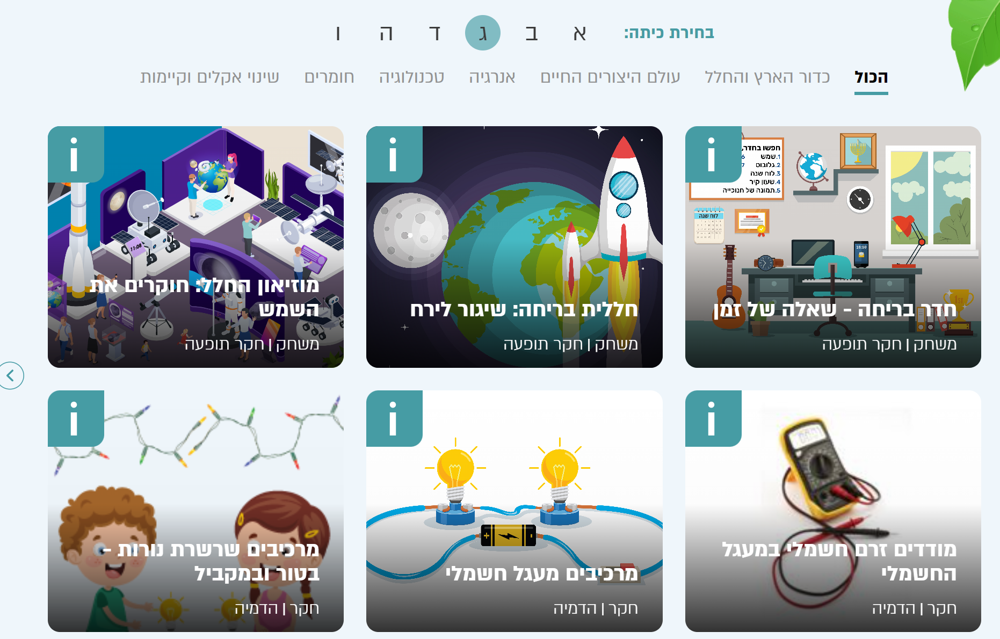 בחירת כיתה: א ב ג ד ה ו
הכול כדור הארץ והחלל עולם היצורים החיים אנרגיה טכנולוגיה חומרים שינוי אקלים וקיימות
i
חפשו בחדר,
1.שמש 6
2.גלובוס 7
3.לוח שנה
4.שעון קיר
5.תמונה של חנוכייה
לוח שנה
16:50
1ST
חדר בריחה - שאלה של זמן
משחק | חקר תופעה
i
חללית בריחה: שיגור לירח
משחק | חקר תופעה
i
11:08
מוזיאון החלל: חוקרים את
השמש
משחק | חקר תופעה
i
מודדים זרם חשמלי במעגל
החשמלי
חקר | הדמיה
i
+ -
מרכיבים מעגל חשמלי
חקר | הדמיה
i
מרכיבים שרשרת נורות -
בטור ובמקביל
חקר | הדמיה